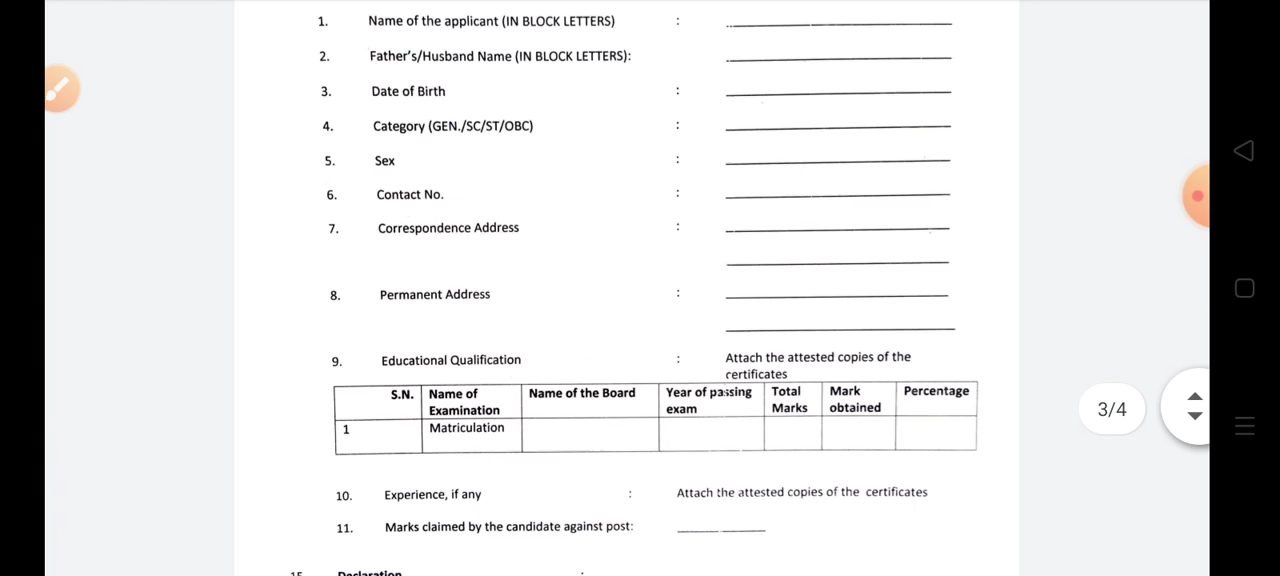 1. Name of the applicant (IN BLOCK LETTERS) :
2. Father's/Husband Name (IN BLOCK LETTERS):
3. Date of Birth :
4. Category (GEN./SC/ST/OBC) :
5. Sex :
6. Contact No. :
7. Correspondence Address :
8. Permanent Address :
9. Educational Qualification : Attach the attested copies of the
certificates
S.N. Name of Examination Name of the Board Year of passing exam Total Marks Mark obtained Percentage
1 Matriculation
10. Experience, if any : Attach the attested copies of the certificates
11. Marks claimed by the candidate against post:
15. Declaration :
3/4